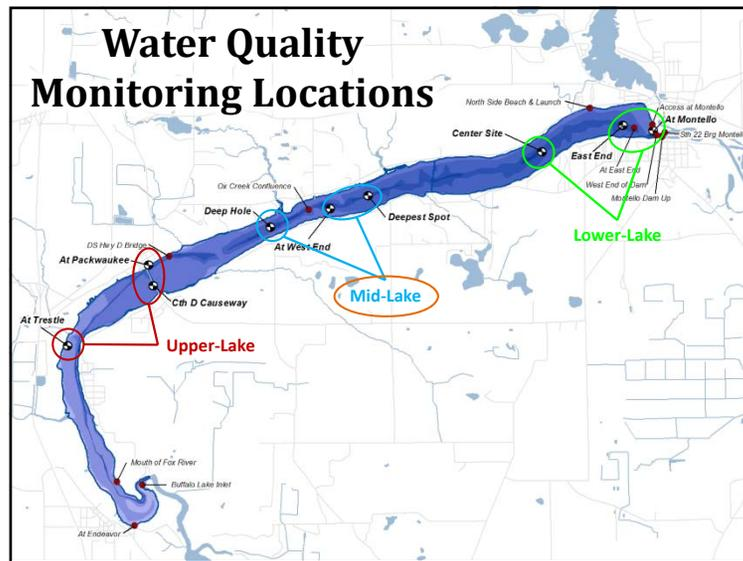 Water Quality
Monitoring Locations
North Side Beach & Launch
Access at Montello
At Montello
Center Site
Sth 22 Brg Montell
East End
At East End
West End of Dam
Montello Dam Up
Ox Creek Confluence
Deep Hole
Deepest Spot
Lower-Lake
DS Hwy D Bridge
At West End
At Packwaukee
Cth D Causeway
Mid-Lake
At Trestle
Upper-Lake
Mouth of Fox River
Buffalo Lake Inlet
At Endeavor